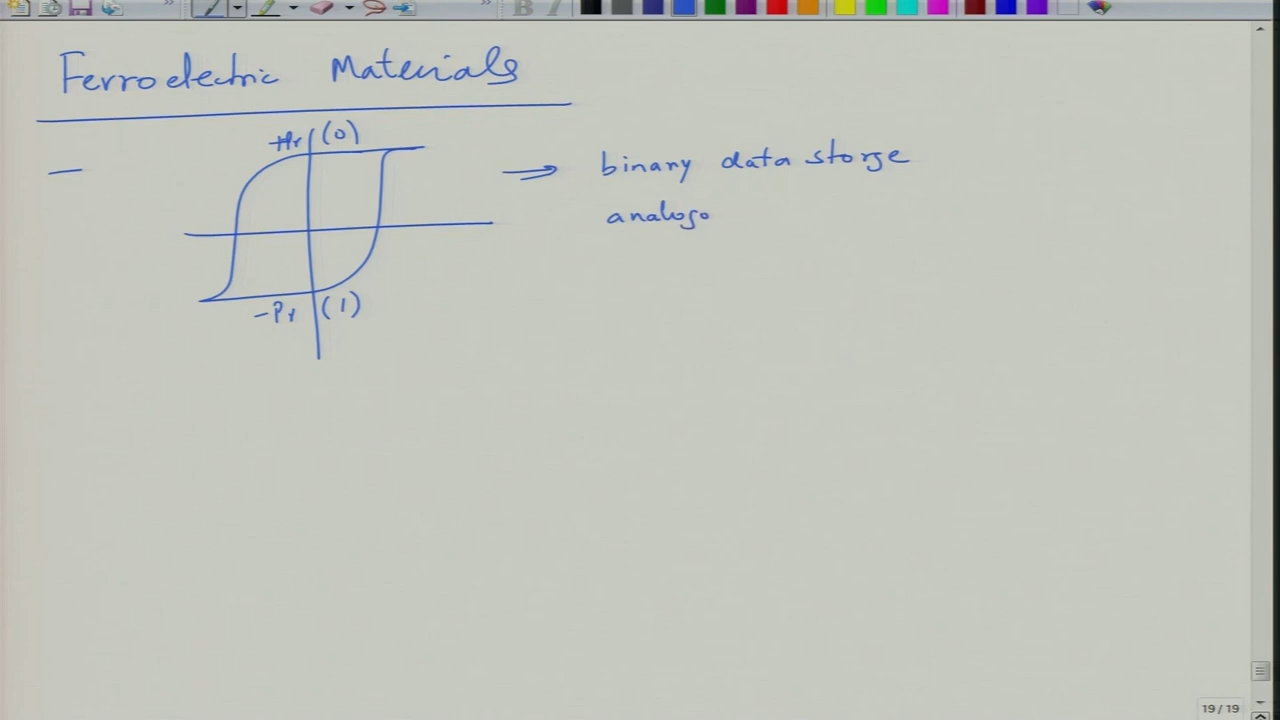 Ferroelectric Materials
+Pr (0)
— ⇒ binary data storge
analogo
-Pr (1)
19 / 19